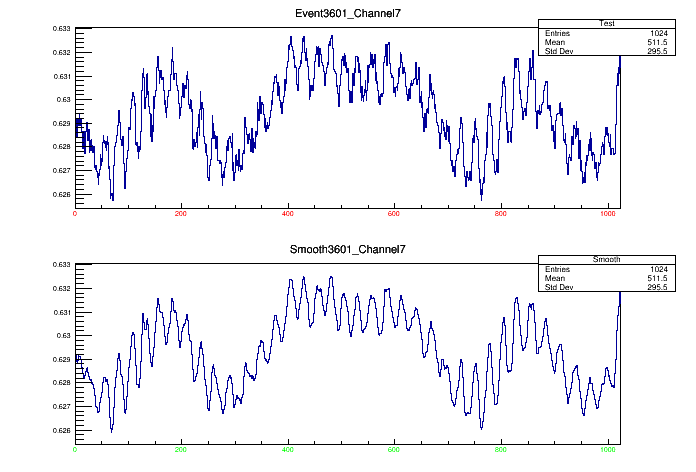 Event3601_Channel7
Test
Entries 1024
Mean 511.5
Std Dev 295.5
0.633
0.632
0.631
0.63
0.629
0.628
0.627
0.626
0 200 400 600 800 1000
Smooth3601_Channel7
Smooth
Entries 1024
Mean 511.5
Std Dev 295.5
0.633
0.632
0.631
0.63
0.629
0.628
0.627
0.626
0 200 400 600 800 1000